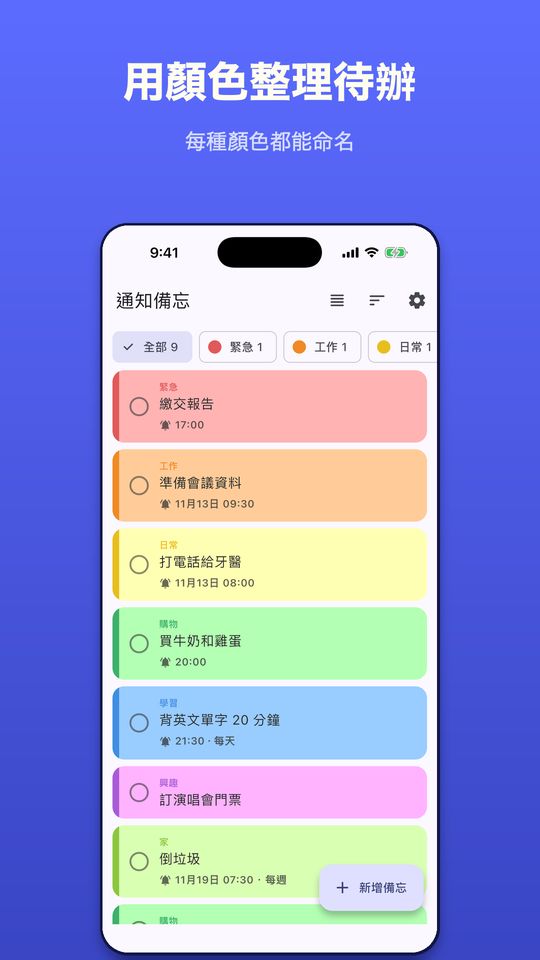 用顏色整理待辦
每種顏色都能命名
9:41
通知備忘
全部 9
緊急 1
工作 1
日常 1
緊急
繳交報告
17:00
工作
準備會議資料
11月13日 09:30
日常
打電話給牙醫
11月13日 08:00
購物
買牛奶和雞蛋
20:00
學習
背英文單字 20 分鐘
21:30 · 每天
興趣
訂演唱會門票
家
倒垃圾
11月19日 07:30 · 每週
+ 新增備忘
購物